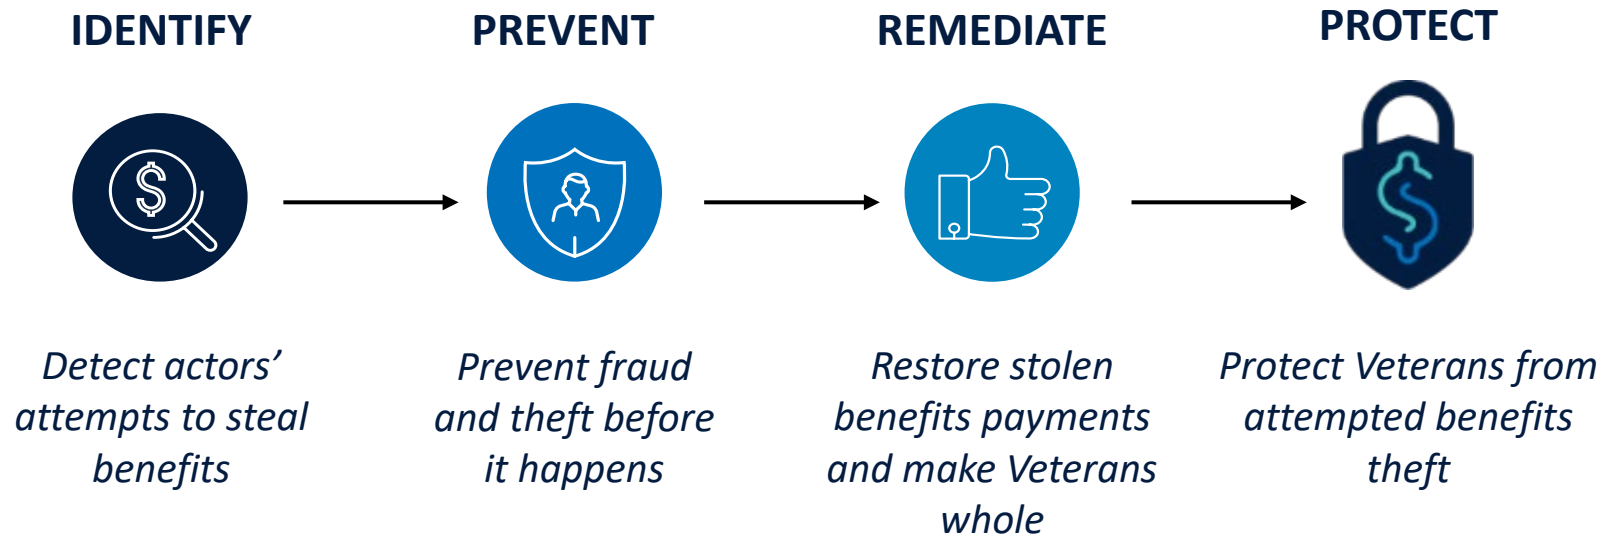 IDENTIFY
Detect actors’
attempts to steal
benefits
PREVENT
Prevent fraud
and theft before
it happens
REMEDIATE
Restore stolen
benefits payments
and make Veterans
whole
PROTECT
Protect Veterans from
attempted benefits
theft